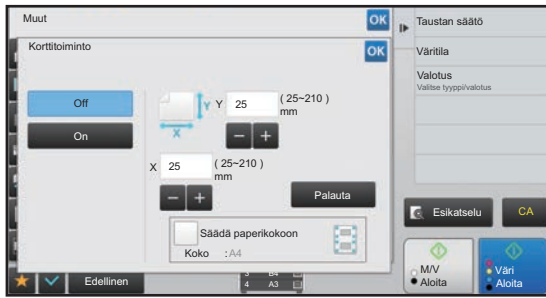 Muut
OK
Korttitoiminto
OK
Off
On
Y
X
Y 25 ( 25~210 )
mm
X 25 ( 25~210 )
mm
Palauta
Säädä paperikokoon
Koko :A4
Edellinen
4 A3
Taustan säätö
Väritila
Valotus
Valitse tyyppi/valotus
Esikatselu
CA
M/V
Aloita
Väri
Aloita